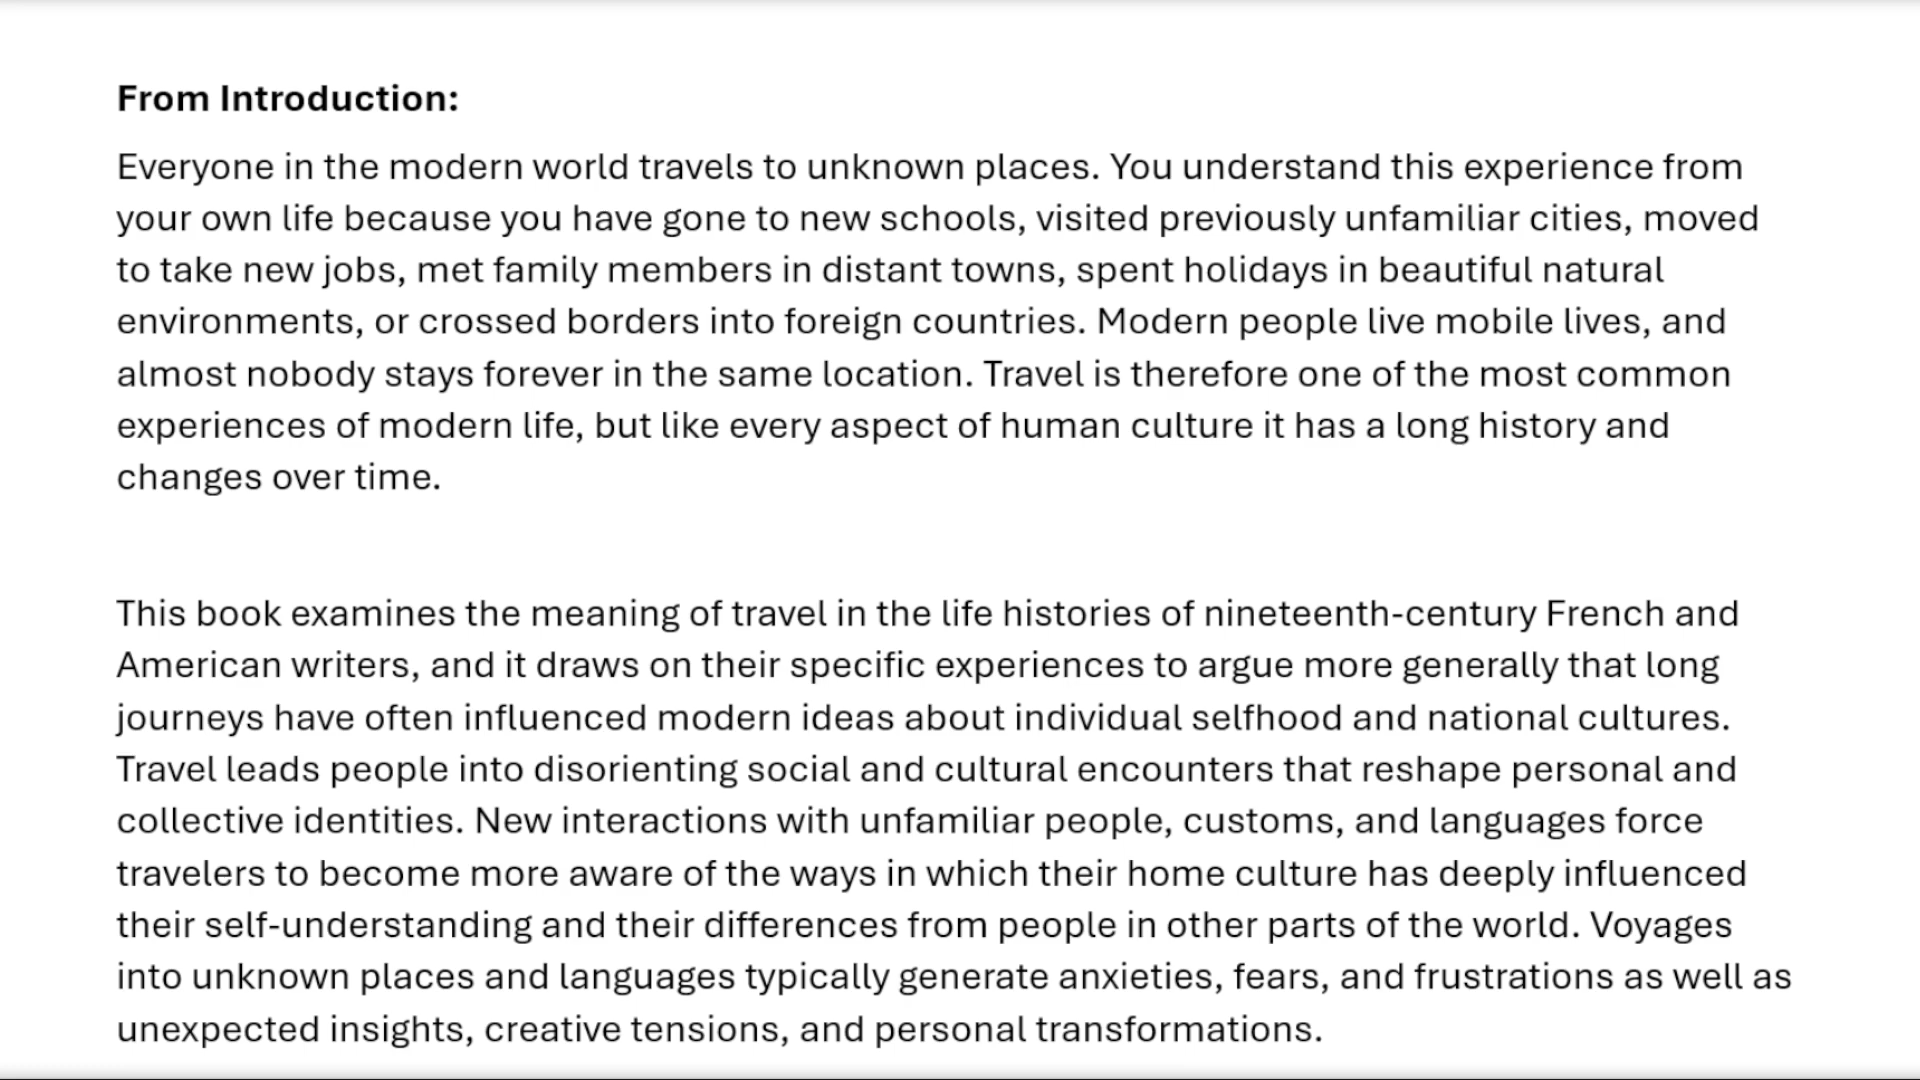 From Introduction:
Everyone in the modern world travels to unknown places. You understand this experience from
your own life because you have gone to new schools, visited previously unfamiliar cities, moved
to take new jobs, met family members in distant towns, spent holidays in beautiful natural
environments, or crossed borders into foreign countries. Modern people live mobile lives, and
almost nobody stays forever in the same location. Travel is therefore one of the most common
experiences of modern life, but like every aspect of human culture it has a long history and
changes over time.
This book examines the meaning of travel in the life histories of nineteenth-century French and
American writers, and it draws on their specific experiences to argue more generally that long
journeys have often influenced modern ideas about individual selfhood and national cultures.
Travel leads people into disorienting social and cultural encounters that reshape personal and
collective identities. New interactions with unfamiliar people, customs, and languages force
travelers to become more aware of the ways in which their home culture has deeply influenced
their self-understanding and their differences from people in other parts of the world. Voyages
into unknown places and languages typically generate anxieties, fears, and frustrations as well as
unexpected insights, creative tensions, and personal transformations.